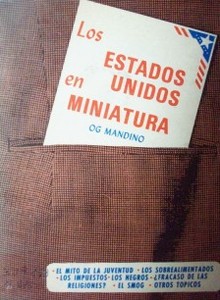 Los
ESTADOS
en UNIDOS
MINIATURA
OG MANDINO
·EL MITO DE LA JUVENTUD · LOS SOBREALIMENTADOS
·LOS IMPUESTOS·LOS NEGROS · ¿FRACASO DE LAS
RELIGIONES? · EL SMOG · OTROS TOPICOS